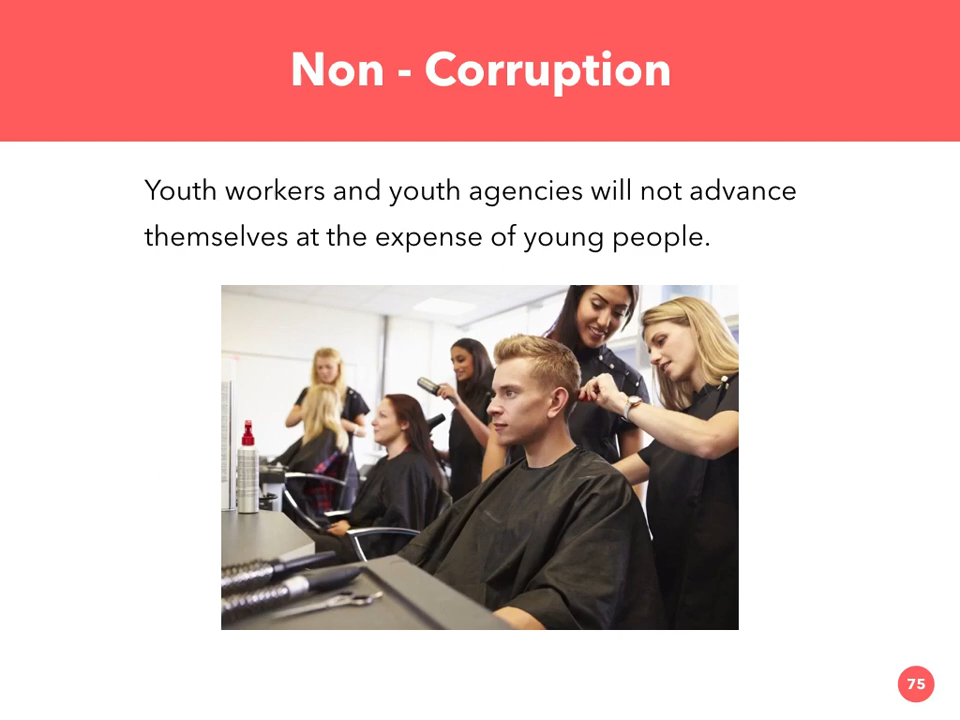 Non - Corruption
Youth workers and youth agencies will not advance
themselves at the expense of young people.
75